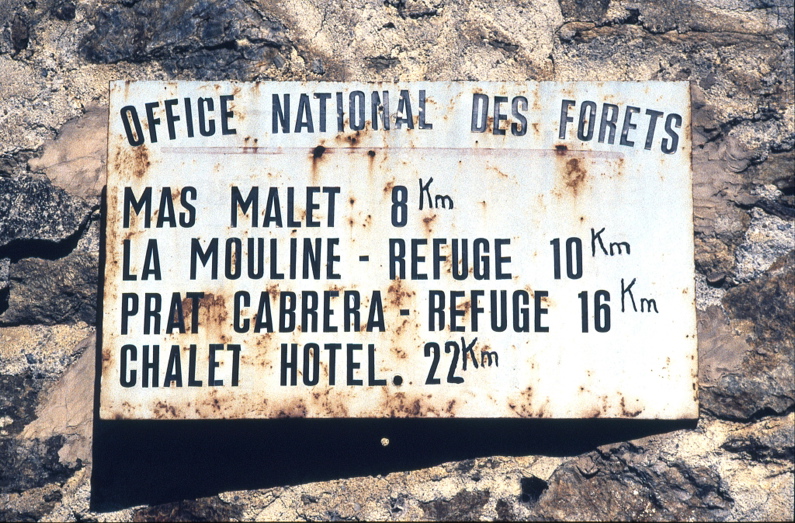 OFFICE NATIONAL DES FORETS
MAS MALET 8 Km
LA MOULINE - REFUGE 10 Km
PRAT CABRERA - REFUGE 16 Km
CHALET HOTEL. 22 Km